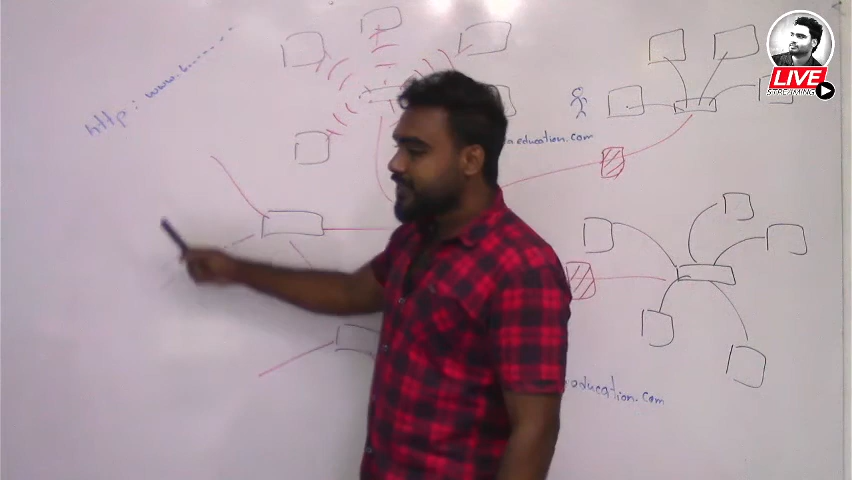 http: www.b.......
education.com
education.com
LIVE
STREAMING